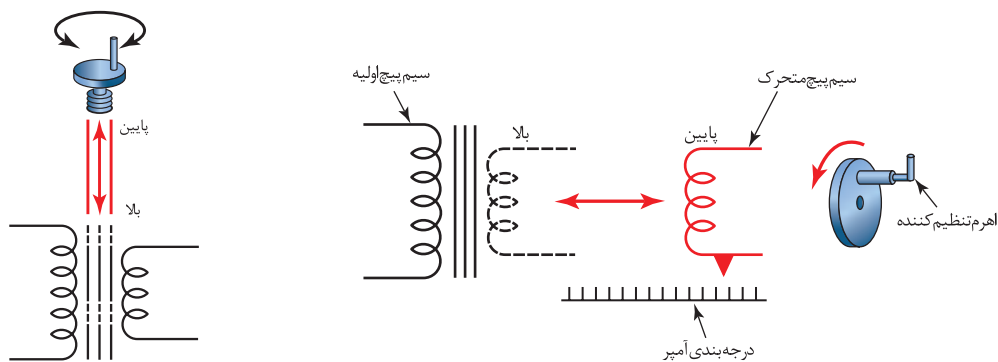 سیم‌پیچ اولیه
سیم‌پیچ متحرک
بالا
پایین
اهرم تنظیم‌کننده
درجه‌بندی آمپر
پایین
بالا